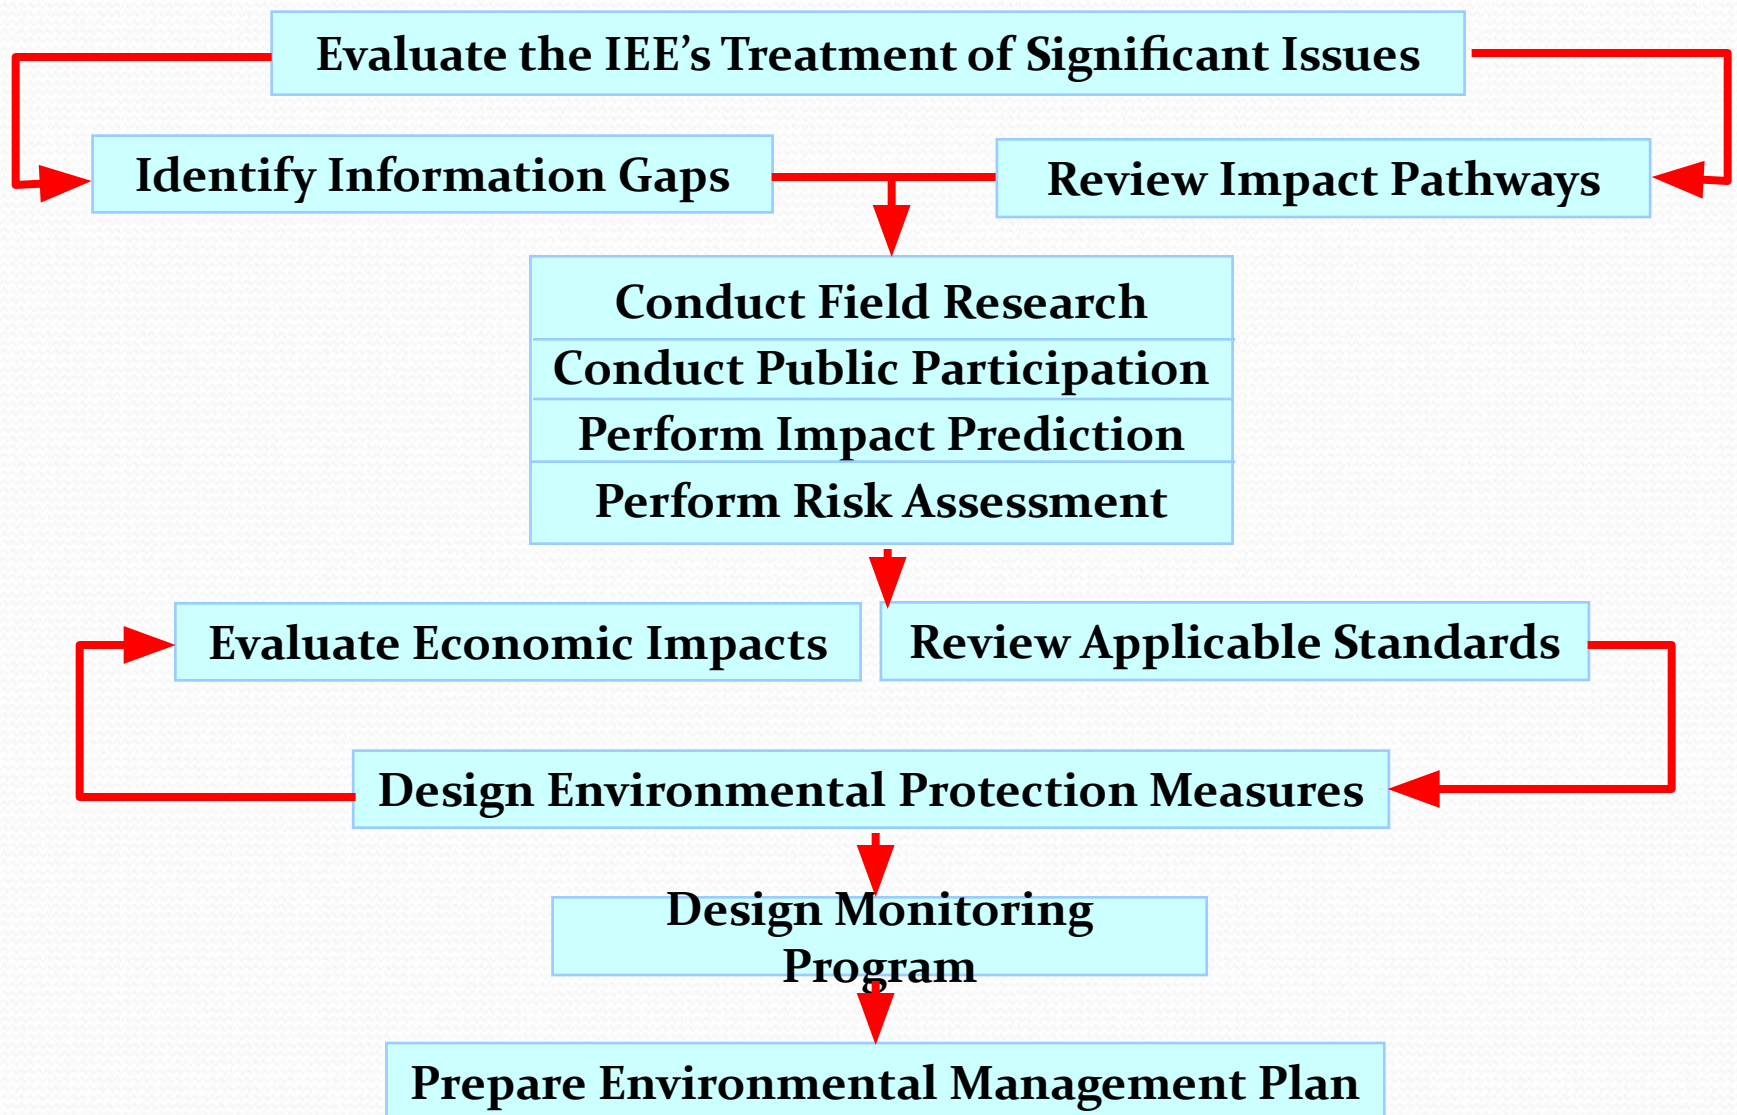 Evaluate the IEE's Treatment of Significant Issues
Identify Information Gaps
Review Impact Pathways
Conduct Field Research
Conduct Public Participation
Perform Impact Prediction
Perform Risk Assessment
Evaluate Economic Impacts
Review Applicable Standards
Design Environmental Protection Measures
Design Monitoring
Program
Prepare Environmental Management Plan